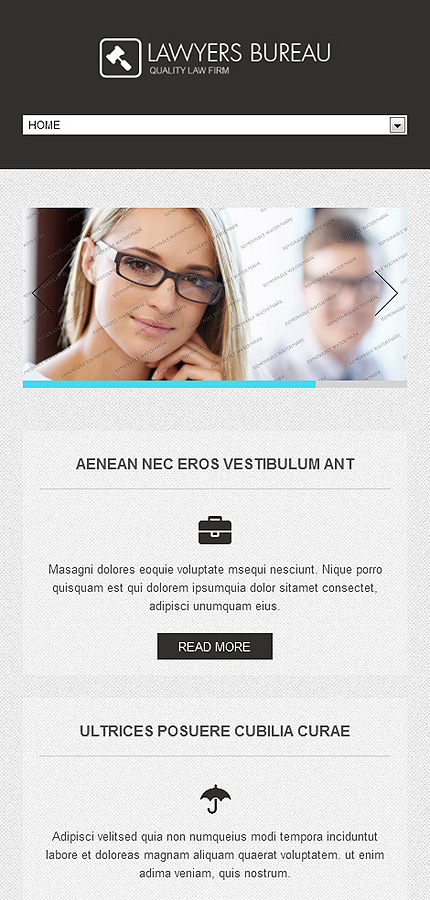 LAWYERS BUREAU
QUALITY LAW FIRM
HOME
REMOVABLE WATERMARK
AENEAN NEC EROS VESTIBULUM ANT
Masagni dolores eoquie voluptate msequi nesciunt. Nique porro
quisquam est qui dolorem ipsumquia dolor sitamet consectet,
adipisci unumquam eius.
READ MORE
ULTRICES POSUERE CUBILIA CURAE
Adipisci velitsed quia non numqueius modi tempora inciduntut
labore et doloreas magnam aliquam quaerat voluptatem. ut enim
adima veniam, quis nostrum.